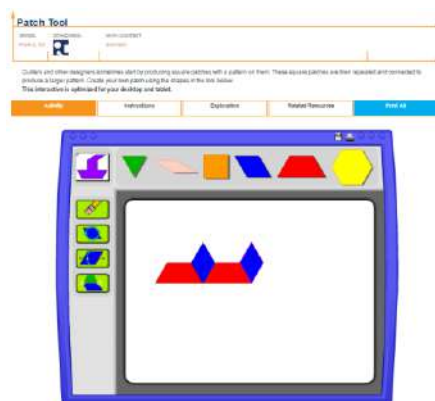 Patch Tool
Quilters and other designers sometimes start by producing square patches with a pattern on them. These square patches are then repeated and connected to
produce a larger pattern. Create your own patch using the shapes in the link below.
This interactive is optimized for your desktop and tablet.
Activity Instructions Exploration Related Resources Print All